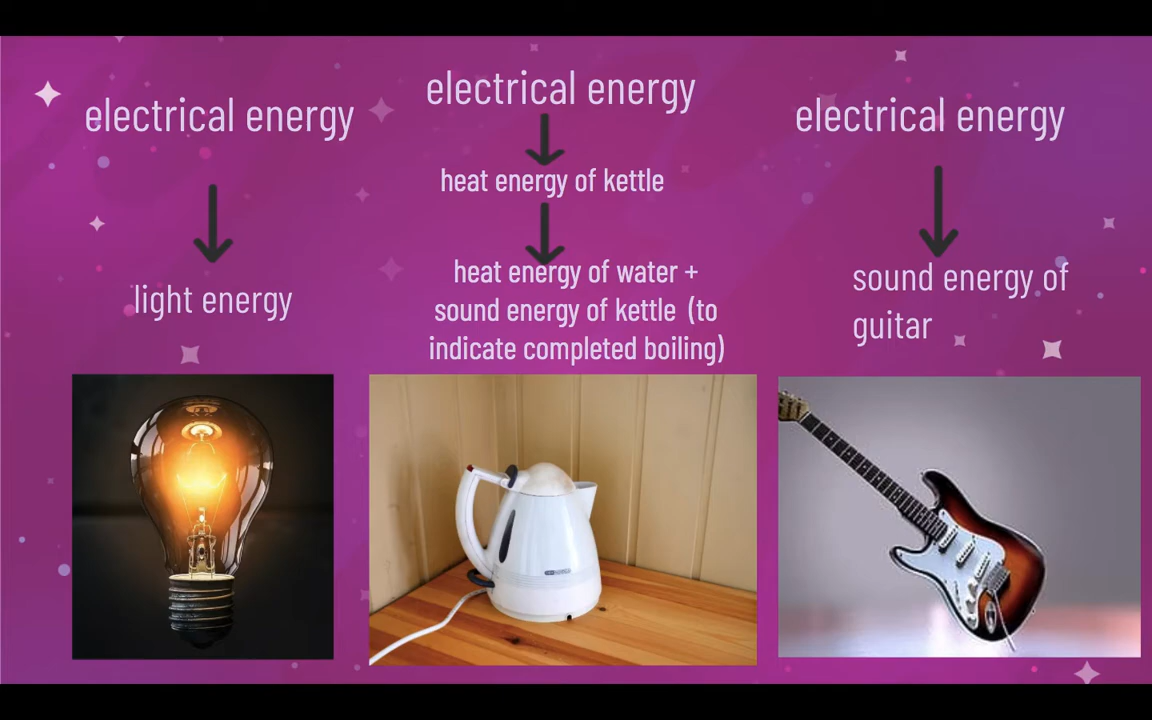 electrical energy
light energy
electrical energy
heat energy of kettle
heat energy of water +
sound energy of kettle (to
indicate completed boiling)
electrical energy
sound energy of
guitar